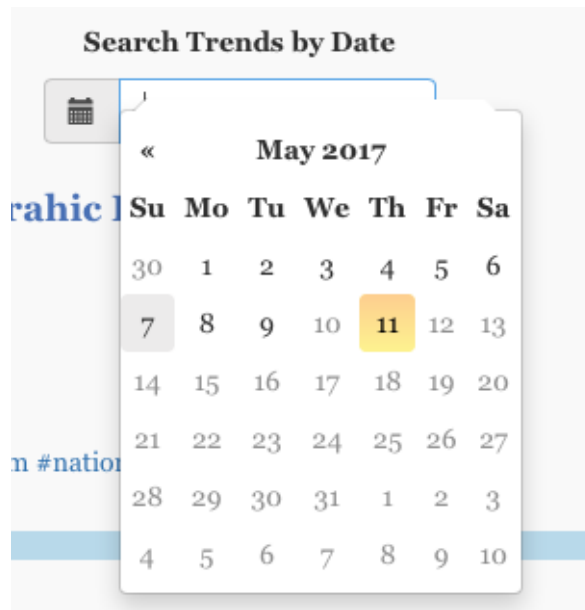 Search Trends by Date
« May 2017
rahic
Su Mo Tu We Th Fr Sa
30 1 2 3 4 5 6
7 8 9 10 11 12 13
14 15 16 17 18 19 20
21 22 23 24 25 26 27
m #nation
28 29 30 31 1 2 3
4 5 6 7 8 9 10